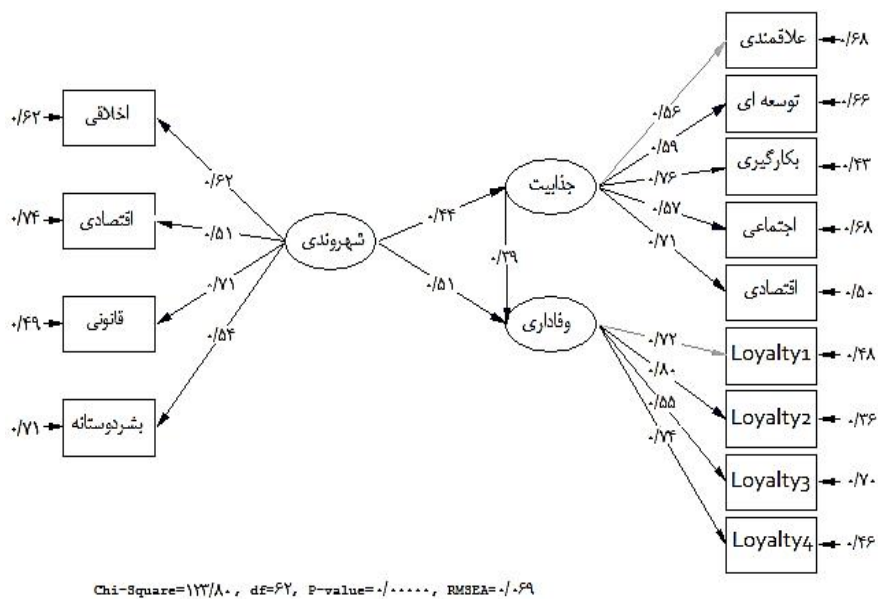 علاقمندی
۰/۶۸
۰/۵۶
توسعه ای
۰/۶۶
۰/۵۹
بکارگیری
۰/۴۳
۰/۷۶
اجتماعی
۰/۶۸
۰/۵۷
اقتصادی
۰/۵۰
۰/۷۱
جذابیت
۰/۶۲
اخلاقی
۰/۶۲
۰/۷۴
اقتصادی
۰/۵۱
شهروندی
۰/۴۴
۰/۳۹
۰/۵۱
وفاداری
۰/۴۹
قانونی
۰/۷۱
۰/۷۱
بشردوستانه
۰/۵۴
۰/۷۲
Loyalty1
۰/۴۸
۰/۸۰
Loyalty2
۰/۳۶
۰/۵۵
Loyalty3
۰/۷۰
۰/۷۴
Loyalty4
۰/۴۶
Chi-Square=۱۲۳/۸۰, df=۶۲, P-value=۰/۰۰۰۰۰, RMSEA=۰/۰۶۹